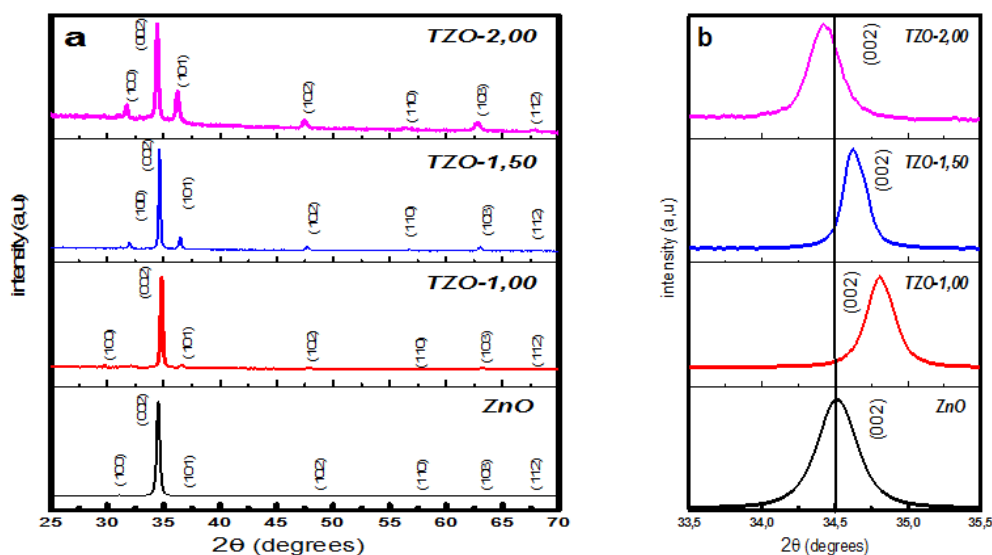 a
TZO-2,00
(100)
(002)
(101)
(102)
(110)
(103)
(112)
TZO-1,50
(100)
(002)
(101)
(102)
(110)
(103)
(112)
TZO-1,00
(100)
(002)
(101)
(102)
(110)
(103)
(112)
ZnO
(100)
(002)
(101)
(102)
(110)
(103)
(112)
intensity (a,u)
25 30 35 40 45 50 55 60 65 70
2θ (degrees)
b
TZO-2,00
(002)
TZO-1,50
(002)
TZO-1,00
(002)
ZnO
(002)
intensity (a,u)
33,5 34,0 34,5 35,0 35,5
2θ (degrees)